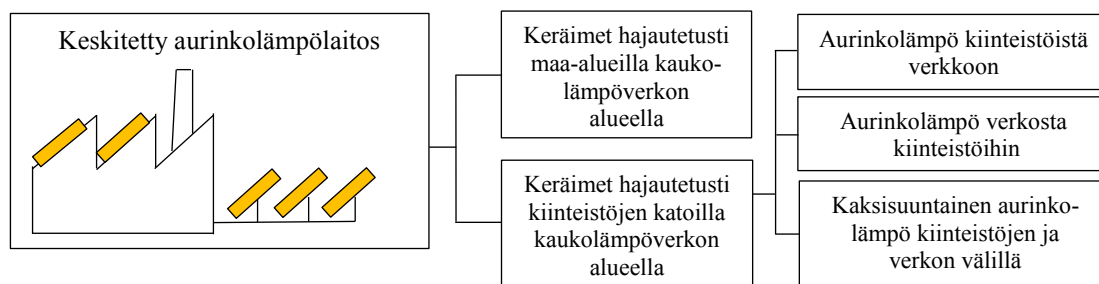 Keskitetty aurinkolämpölaitos
Keräimet hajautetusti
maa-alueilla kauko-
lämpöverkon
alueella
Keräimet hajautetusti
kiinteistöjen katoilla
kaukolämpöverkon
alueella
Aurinkolämpö kiinteistöistä
verkkoon
Aurinkolämpö verkosta
kiinteistöihin
Kaksisuuntainen aurinko-
lämpö kiinteistöjen ja
verkon välillä